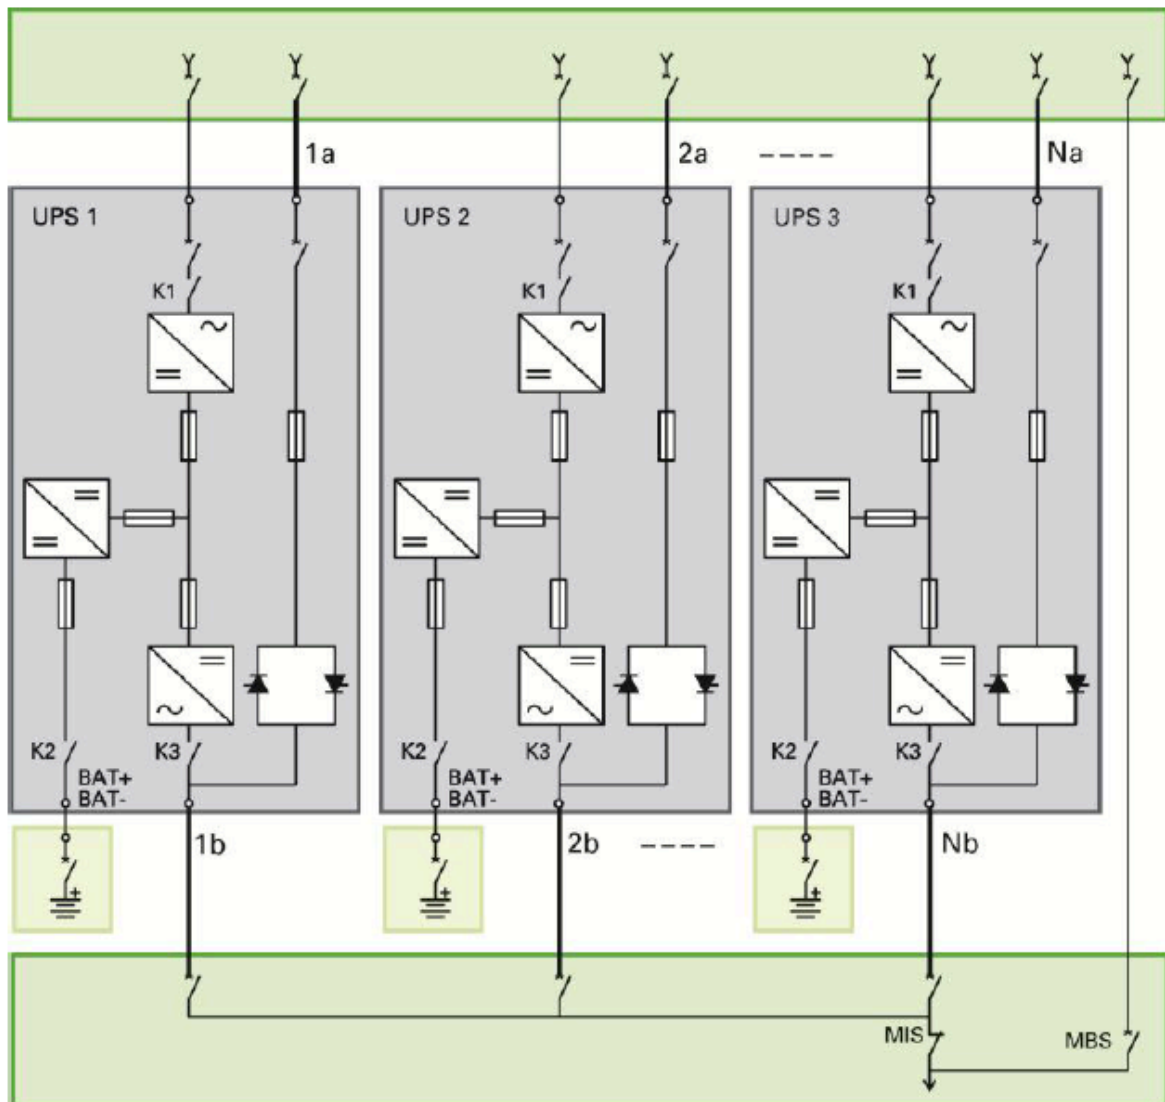 1a
2a
Na
UPS 1
UPS 2
UPS 3
K1
K1
K1
K2
K3
K2
K3
K2
K3
BAT+
BAT-
BAT+
BAT-
BAT+
BAT-
1b
2b
Nb
+
+
+
MIS
MBS